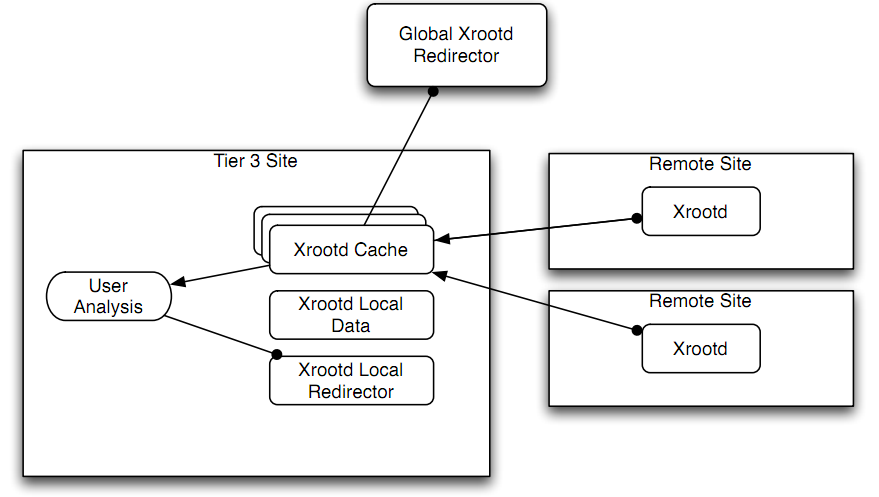 Global Xrootd
Redirector
Tier 3 Site
Xrootd Cache
User
Analysis
Xrootd Local
Data
Xrootd Local
Redirector
Remote Site
Xrootd
Remote Site
Xrootd